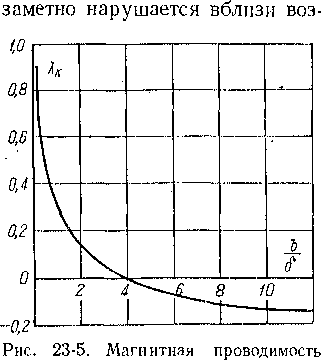 заметно нарушается вблизи воз-
1,0
λк
0,8
0,6
0,4
0,2
b
δ
0
2 4 6 8 10
-0,2
Рис. 23-5. Магнитная проводимость